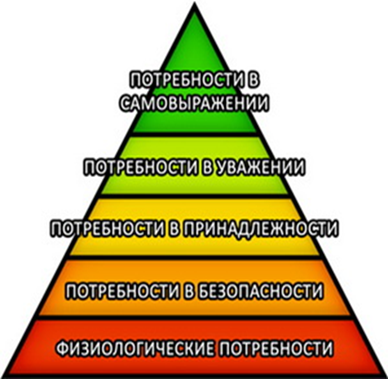 ПОТРЕБНОСТИ В
САМОВЫРАЖЕНИИ
ПОТРЕБНОСТИ В УВАЖЕНИИ
ПОТРЕБНОСТИ В ПРИНАДЛЕЖНОСТИ
ПОТРЕБНОСТИ В БЕЗОПАСНОСТИ
ФИЗИОЛОГИЧЕСКИЕ ПОТРЕБНОСТИ